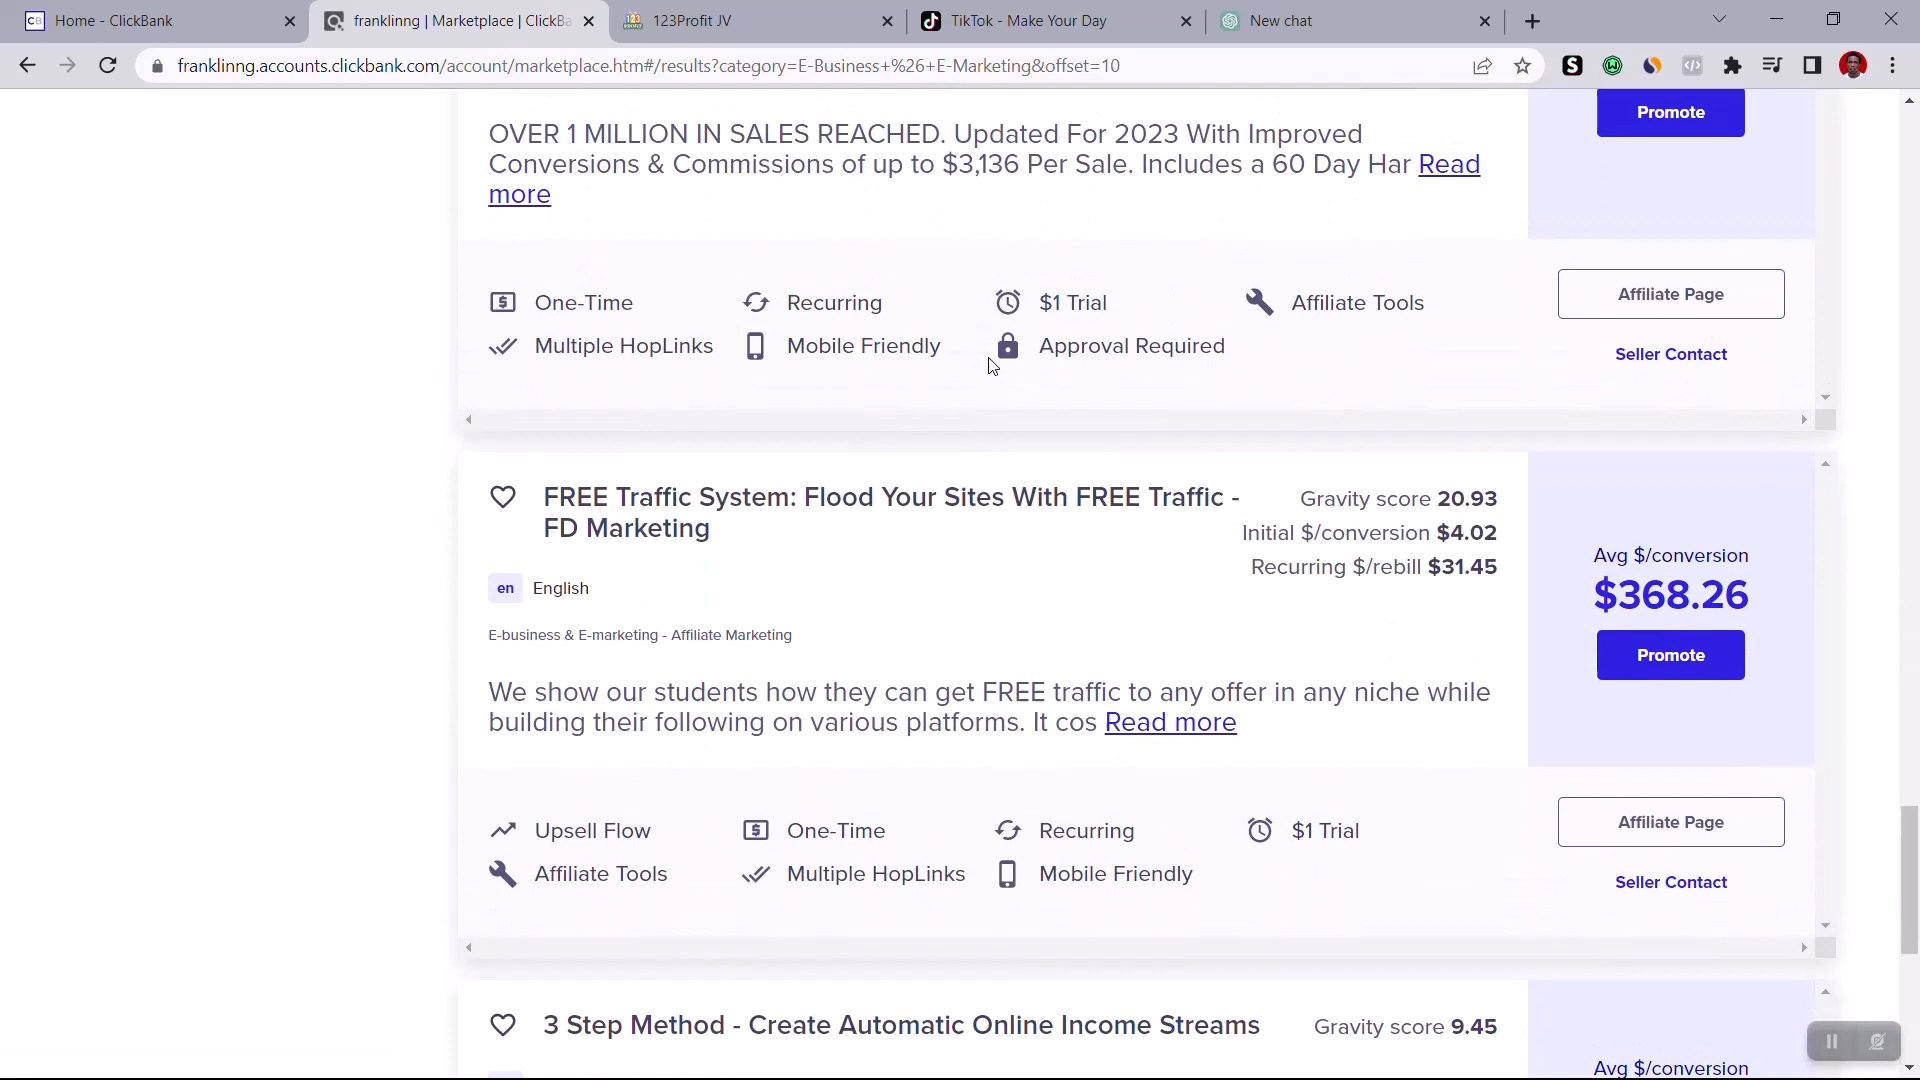 Home - ClickBank
franklinng | Marketplace | ClickBa
123Profit JV
TikTok - Make Your Day
New chat
franklinng.accounts.clickbank.com/account/marketplace.htm#/results?category=E-Business+%26+E-Marketing&offset=10
OVER 1 MILLION IN SALES REACHED. Updated For 2023 With Improved
Conversions & Commissions of up to $3,136 Per Sale. Includes a 60 Day Har Read
more
Promote
One-Time
Recurring
$1 Trial
Affiliate Tools
Multiple HopLinks
Mobile Friendly
Approval Required
Affiliate Page
Seller Contact
FREE Traffic System: Flood Your Sites With FREE Traffic -
FD Marketing
Gravity score 20.93
Initial $/conversion $4.02
Recurring $/rebill $31.45
en English
E-business & E-marketing - Affiliate Marketing
We show our students how they can get FREE traffic to any offer in any niche while
building their following on various platforms. It cos Read more
Avg $/conversion
$368.26
Promote
Upsell Flow
One-Time
Recurring
$1 Trial
Affiliate Tools
Multiple HopLinks
Mobile Friendly
Affiliate Page
Seller Contact
3 Step Method - Create Automatic Online Income Streams
Gravity score 9.45
Avg $/conversion